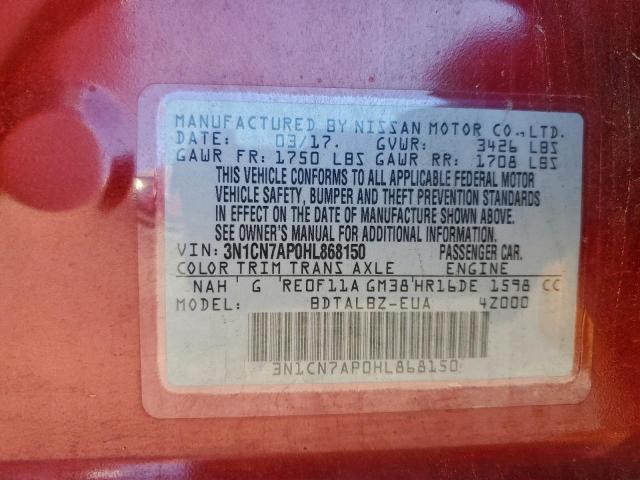 MANUFACTURED BY NISSAN MOTOR CO., LTD.
DATE: 03/17. GVWR: 3426 LBS
GAWR FR: 1750 LBS GAWR RR: 1708 LBS
THIS VEHICLE CONFORMS TO ALL APPLICABLE FEDERAL MOTOR
VEHICLE SAFETY, BUMPER AND THEFT PREVENTION STANDARDS
IN EFFECT ON THE DATE OF MANUFACTURE SHOWN ABOVE.
SEE OWNER'S MANUAL FOR ADDITIONAL INFORMATION.
VIN: 3N1CN7AP0HL868150 PASSENGER CAR.
COLOR TRIM TRANS AXLE ENGINE
NAH G RE0F11A GM38 HR16DE 1598 CC
MODEL: BDTALBZ-EUA 4Z000
3N1CN7AP0HL868150